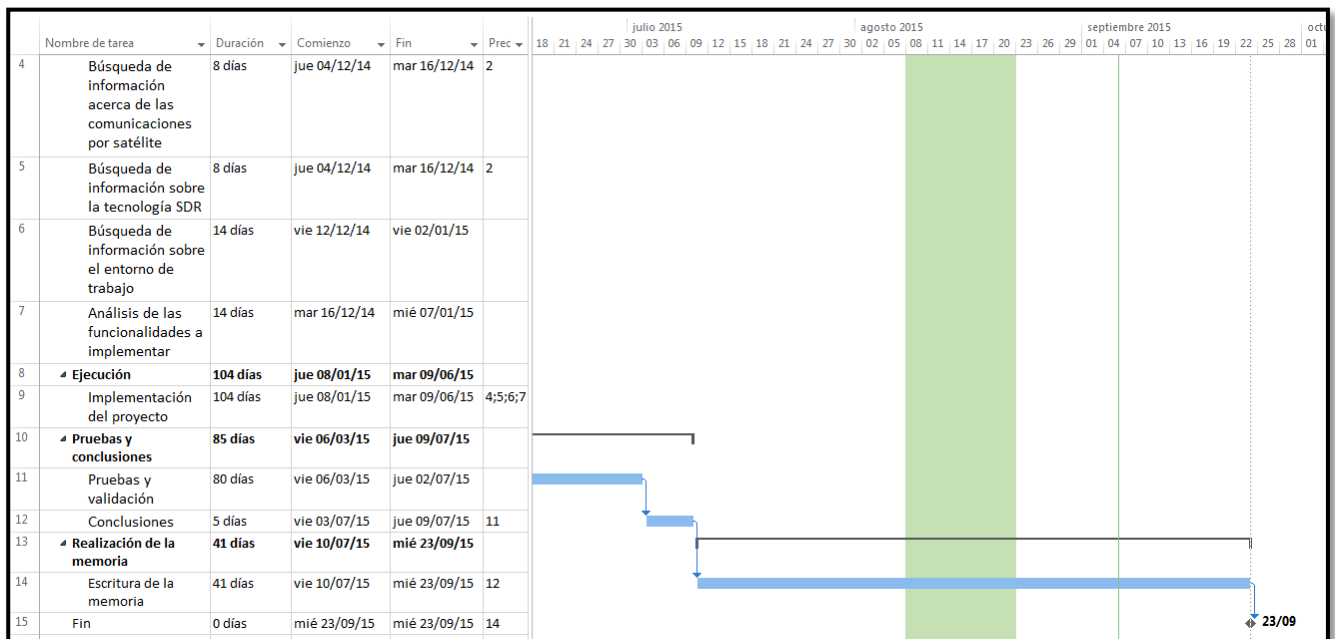 julio 2015 agosto 2015 septiembre 2015 octu
Nombre de tarea Duración Comienzo Fin Prec 18 21 24 27 30 03 06 09 12 15 18 21 24 27 30 02 05 08 11 14 17 20 23 26 29 01 04 07 10 13 16 19 22 25 28 01
4 Búsqueda de 8 días jue 04/12/14 mar 16/12/14 2
información
acerca de las
comunicaciones
por satélite
5 Búsqueda de 8 días jue 04/12/14 mar 16/12/14 2
información sobre
la tecnología SDR
6 Búsqueda de 14 días vie 12/12/14 vie 02/01/15
información sobre
el entorno de
trabajo
7 Análisis de las 14 días mar 16/12/14 mié 07/01/15
funcionalidades a
implementar
8 Ejecución 104 días jue 08/01/15 mar 09/06/15
9 Implementación 104 días jue 08/01/15 mar 09/06/15 4;5;6;7
del proyecto
10 Pruebas y 85 días vie 06/03/15 jue 09/07/15
conclusiones
11 Pruebas y 80 días vie 06/03/15 jue 02/07/15
validación
12 Conclusiones 5 días vie 03/07/15 jue 09/07/15 11
13 Realización de la 41 días vie 10/07/15 mié 23/09/15
memoria
14 Escritura de la 41 días vie 10/07/15 mié 23/09/15 12
memoria
15 Fin 0 días mié 23/09/15 mié 23/09/15 14 23/09